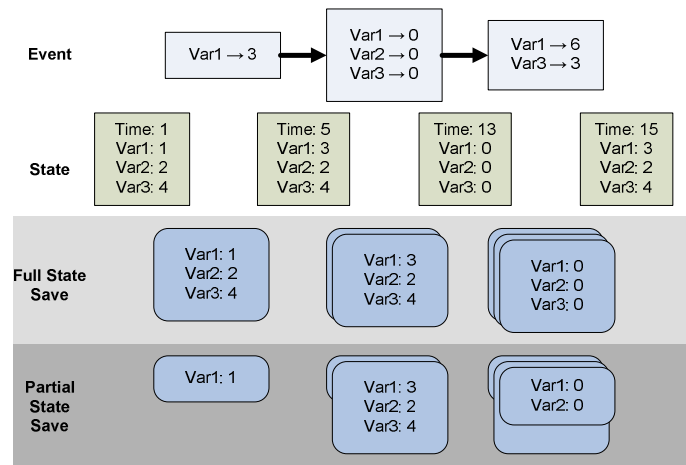 Event
Var1 → 3
Var1 → 0
Var2 → 0
Var3 → 0
Var1 → 6
Var3 → 3
State
Time: 1
Var1: 1
Var2: 2
Var3: 4
Time: 5
Var1: 3
Var2: 2
Var3: 4
Time: 13
Var1: 0
Var2: 0
Var3: 0
Time: 15
Var1: 3
Var2: 2
Var3: 4
Full State
Save
Var1: 1
Var2: 2
Var3: 4
Var1: 3
Var2: 2
Var3: 4
Var1: 0
Var2: 0
Var3: 0
Partial
State
Save
Var1: 1
Var1: 3
Var2: 2
Var3: 4
Var1: 0
Var2: 0